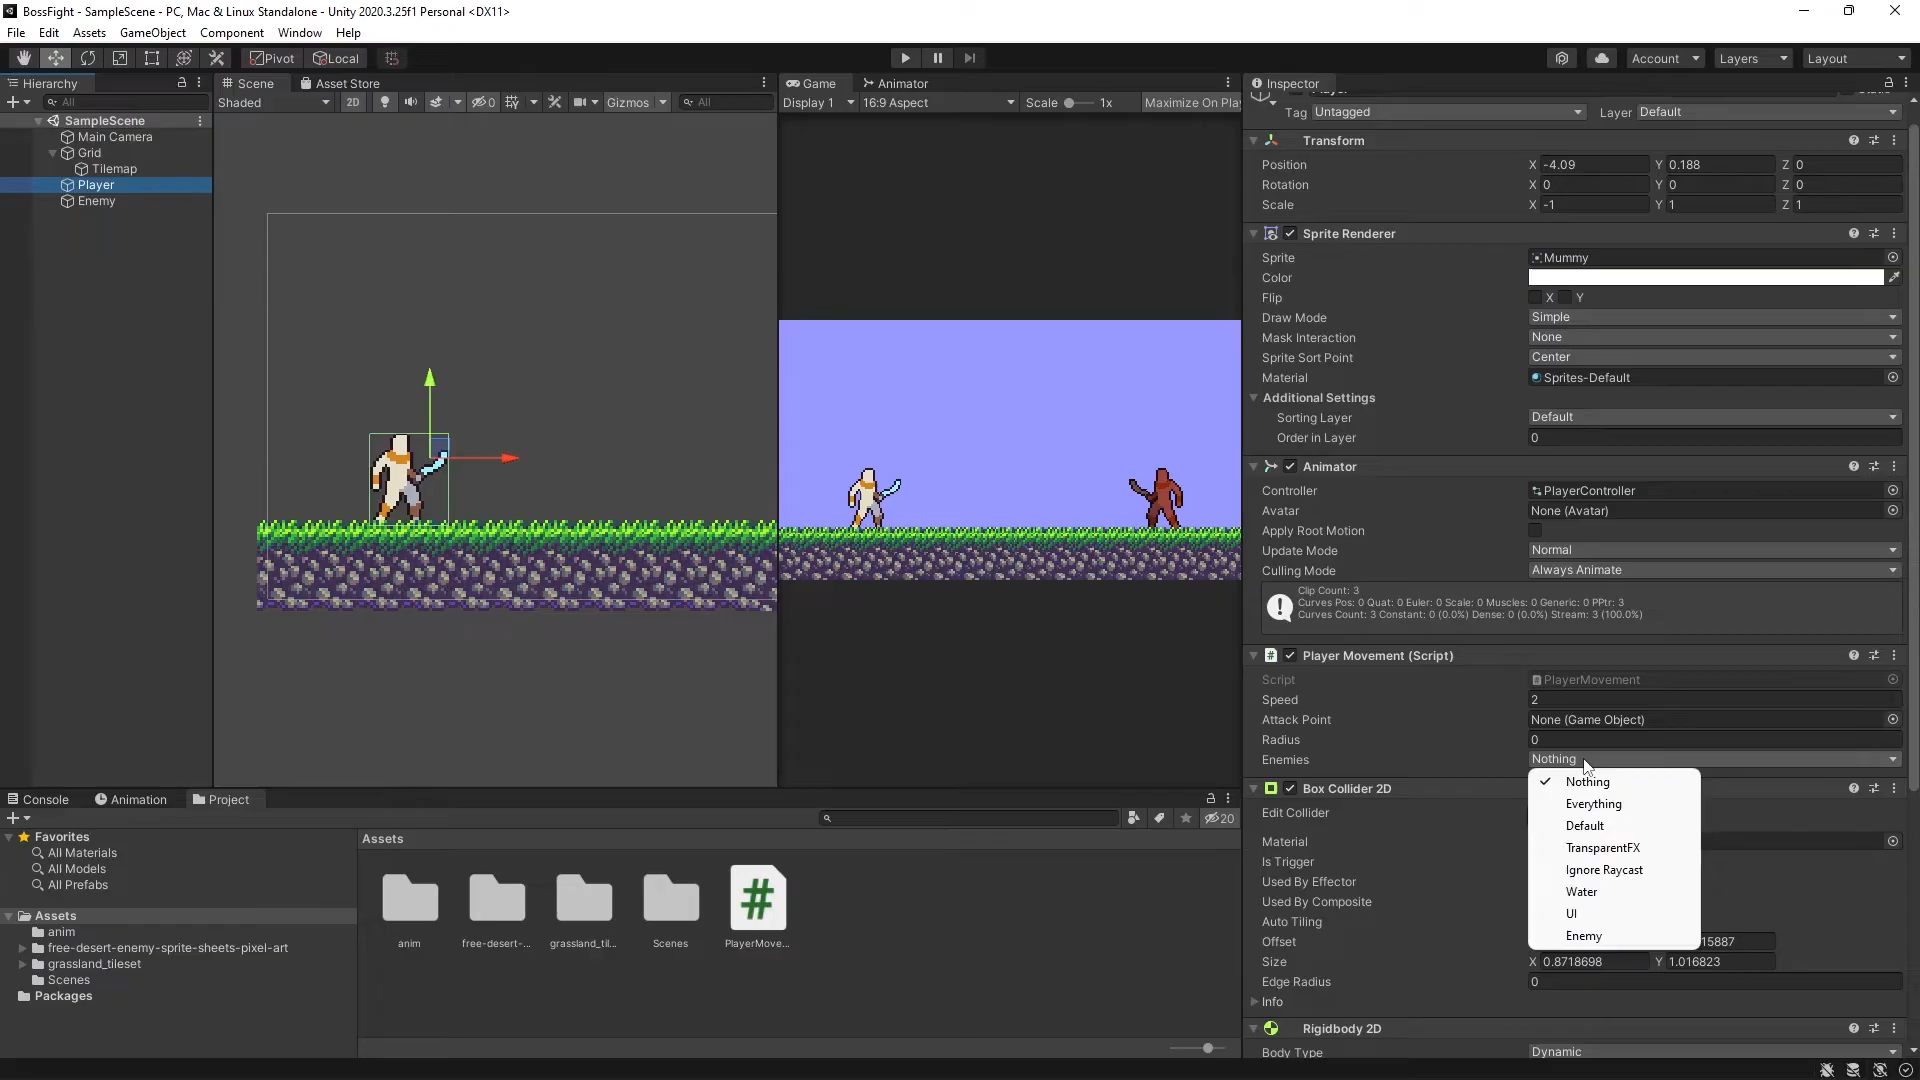 BossFight - SampleScene - PC, Mac & Linux Standalone - Unity 2020.3.25f1 Personal <DX11>
File Edit Assets GameObject Component Window Help
Pivot Local Account Layers Layout
Hierarchy
All
SampleScene
Main Camera
Grid
Tilemap
Player
Enemy
Scene Asset Store
Shaded 2D 0 Gizmos All
Game Animator
Display 1 16:9 Aspect Scale 1x Maximize On Play
Inspector
Tag Untagged Layer Default
Transform
Position X -4.09 Y 0.188 Z 0
Rotation X 0 Y 0 Z 0
Scale X -1 Y 1 Z 1
Sprite Renderer
Sprite Mummy
Color
Flip X Y
Draw Mode Simple
Mask Interaction None
Sprite Sort Point Center
Material Sprites-Default
Additional Settings
Sorting Layer Default
Order in Layer 0
Animator
Controller PlayerController
Avatar None (Avatar)
Apply Root Motion
Update Mode Normal
Culling Mode Always Animate
Clip Count: 3
Curves Pos: 0 Quat: 0 Euler: 0 Scale: 0 Muscles: 0 Generic: 0 PPtr: 3
Curves Count: 3 Constant: 0 (0.0%) Dense: 0 (0.0%) Stream: 3 (100.0%)
# Player Movement (Script)
Script PlayerMovement
Speed 2
Attack Point None (Game Object)
Radius 0
Enemies Nothing
Nothing
Everything
Default
TransparentFX
Ignore Raycast
Water
UI
Enemy
Box Collider 2D
Edit Collider
Material
Is Trigger
Used By Effector
Used By Composite
Auto Tiling
Offset 15887
Size X 0.8718698 Y 1.016823
Edge Radius 0
Info
Rigidbody 2D
Body Type Dynamic
Console Animation Project
20
Favorites
All Materials
All Models
All Prefabs
Assets
anim
free-desert-enemy-sprite-sheets-pixel-art
grassland_tileset
Scenes
Packages
Assets
#
anim free-desert-... grassland_til... Scenes PlayerMove...